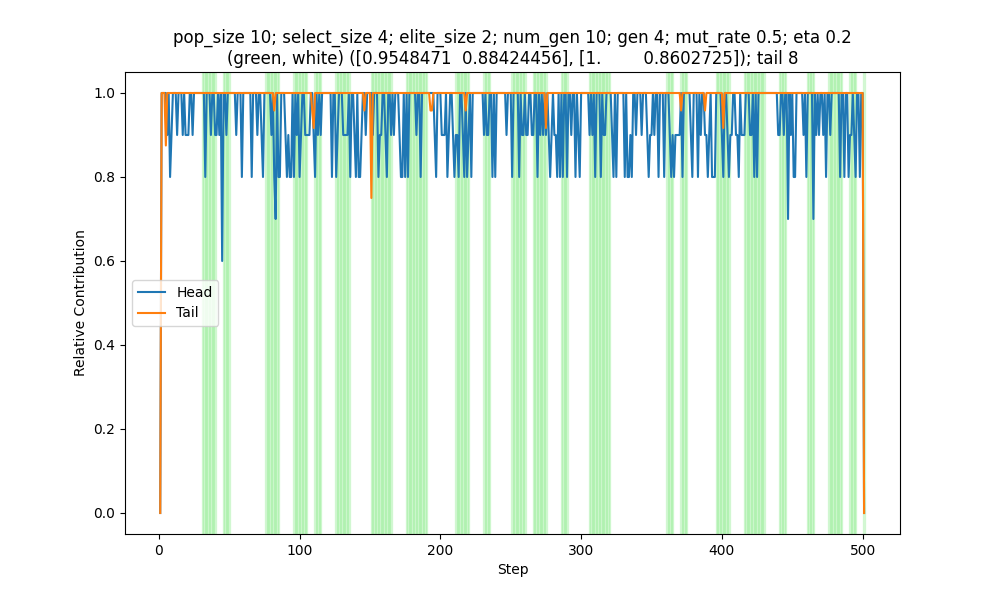 pop_size 10; select_size 4; elite_size 2; num_gen 10; gen 4; mut_rate 0.5; eta 0.2
(green, white) ([0.9548471 0.88424456], [1. 0.8602725]); tail 8
1.0
0.8
0.6
0.4
0.2
0.0
Relative Contribution
Head
Tail
0
100
200
300
400
500
Step